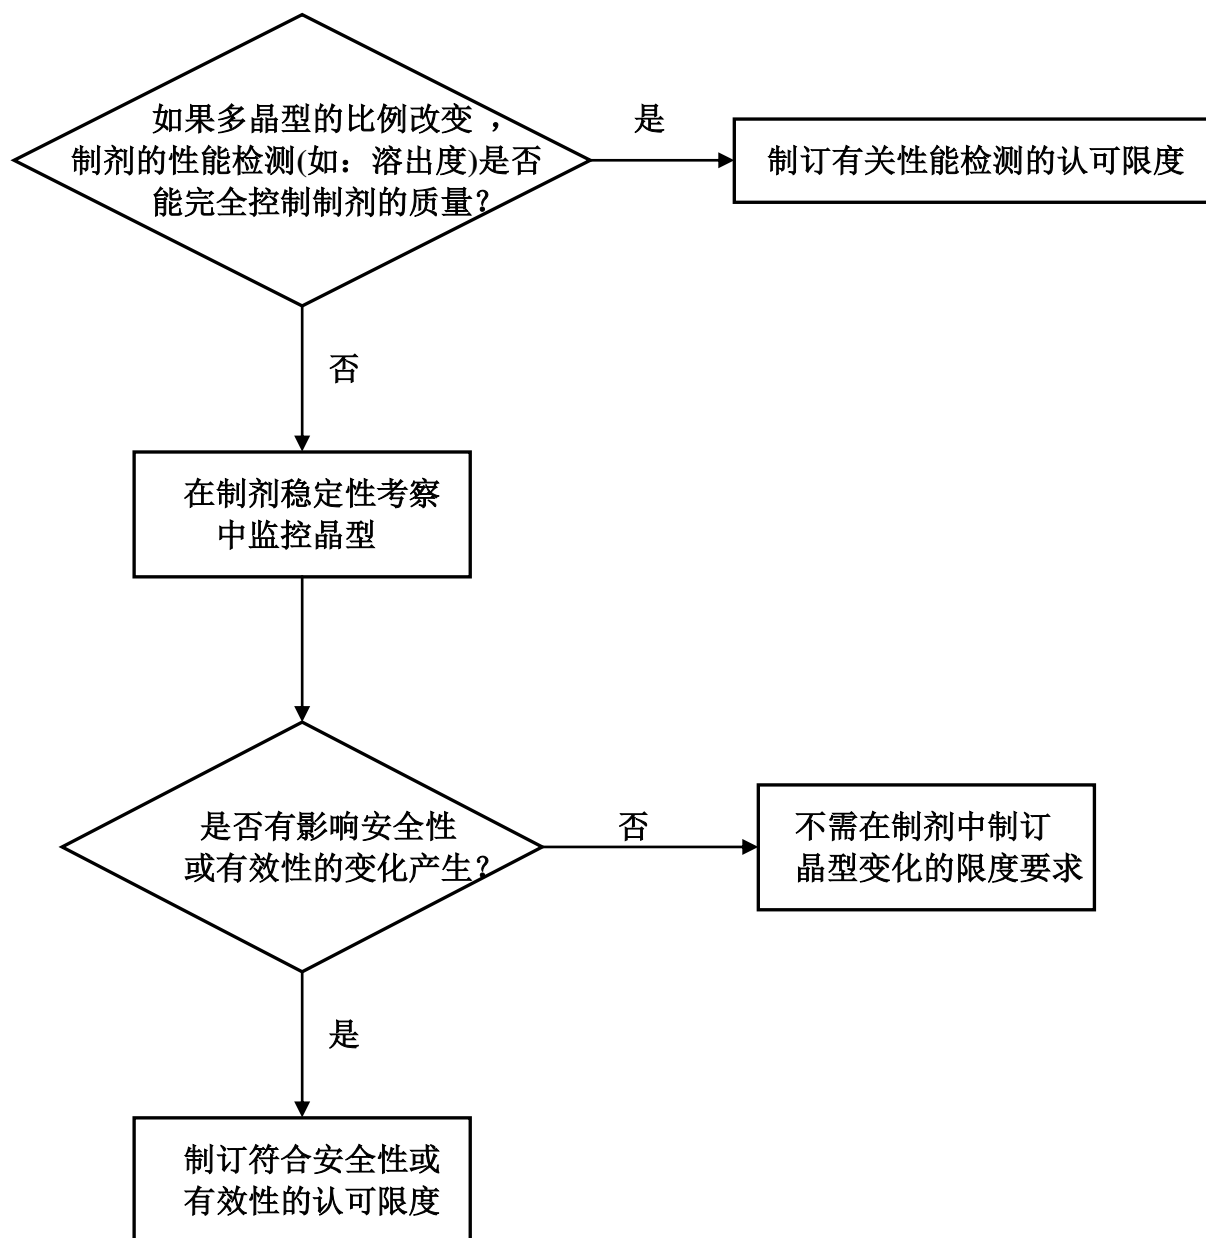 如果多晶型的比例改变，
制剂的性能检测(如：溶出度)是否
能完全控制制剂的质量？
是
制订有关性能检测的认可限度
否
在制剂稳定性考察
中监控晶型
是否有影响安全性
或有效性的变化产生？
否
不需在制剂中制订
晶型变化的限度要求
是
制订符合安全性或
有效性的认可限度